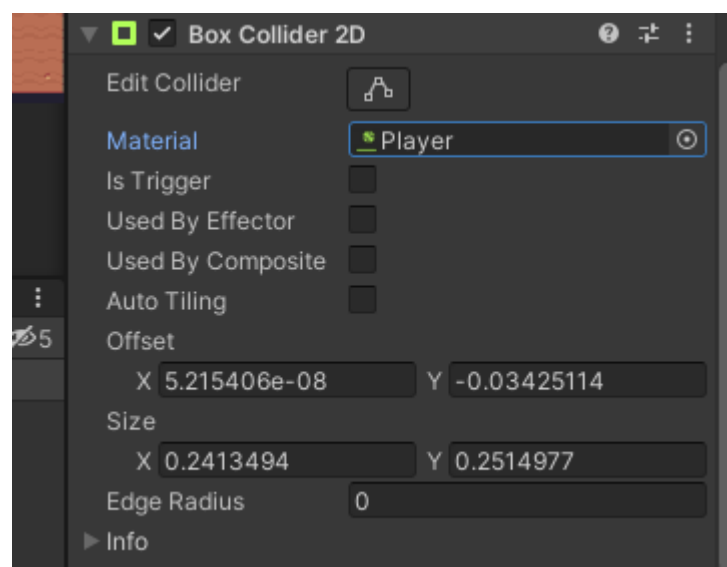 Box Collider 2D
Edit Collider
Material Player
Is Trigger
Used By Effector
Used By Composite
Auto Tiling
5
Offset
X 5.215406e-08 Y -0.03425114
Size
X 0.2413494 Y 0.2514977
Edge Radius 0
Info